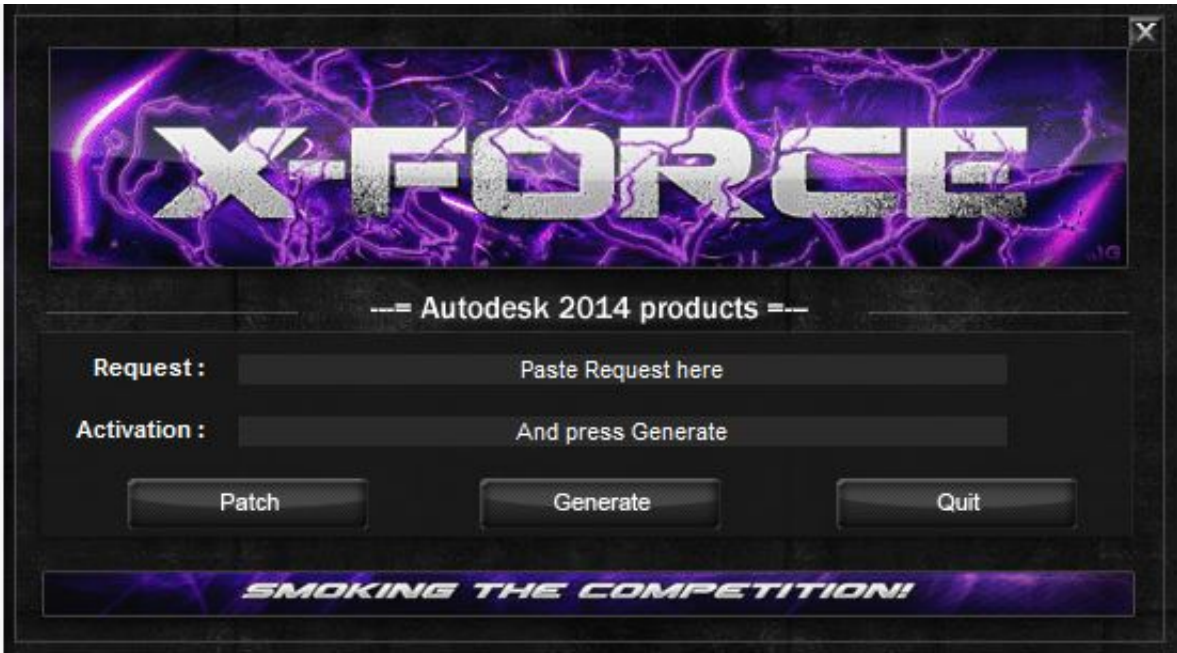 X
X-FORCE
---= Autodesk 2014 products =---
Request : Paste Request here
Activation : And press Generate
Patch Generate Quit
SMOKING THE COMPETITION!